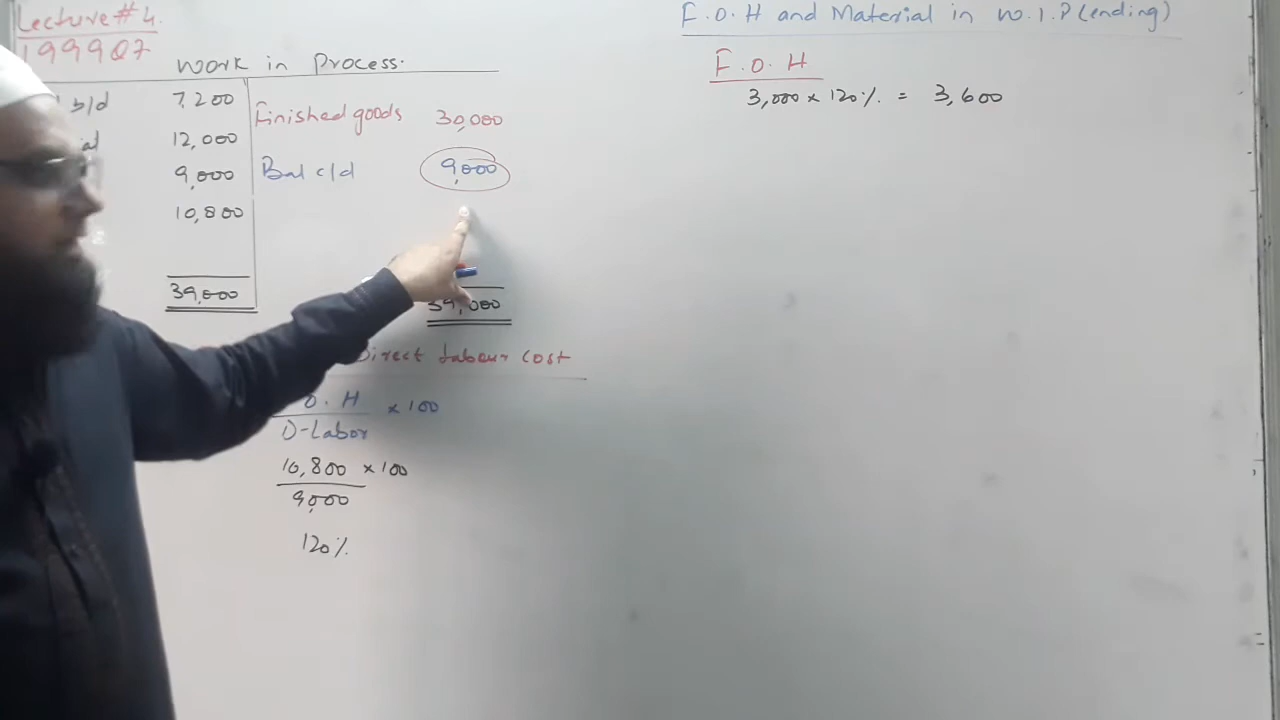 Lecture # 4.
199907
Work in Process.
b/d 7,200
Finished goods 30,000
12,000
9,000 Bal c/d 9,000
10,800
39,000 39,000
Direct Labour Cost
O. H × 100
D-Labor
10,800 × 100
9,000
120%
F.O.H and Material in W.I.P (ending)
F.O.H
3,000 × 120% = 3,600